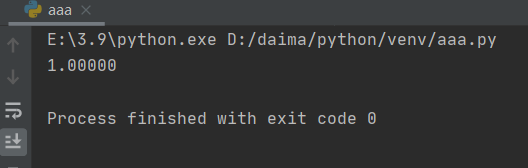 aaa
E:\3.9\python.exe D:/daima/python/venv/aaa.py
1.00000
Process finished with exit code 0